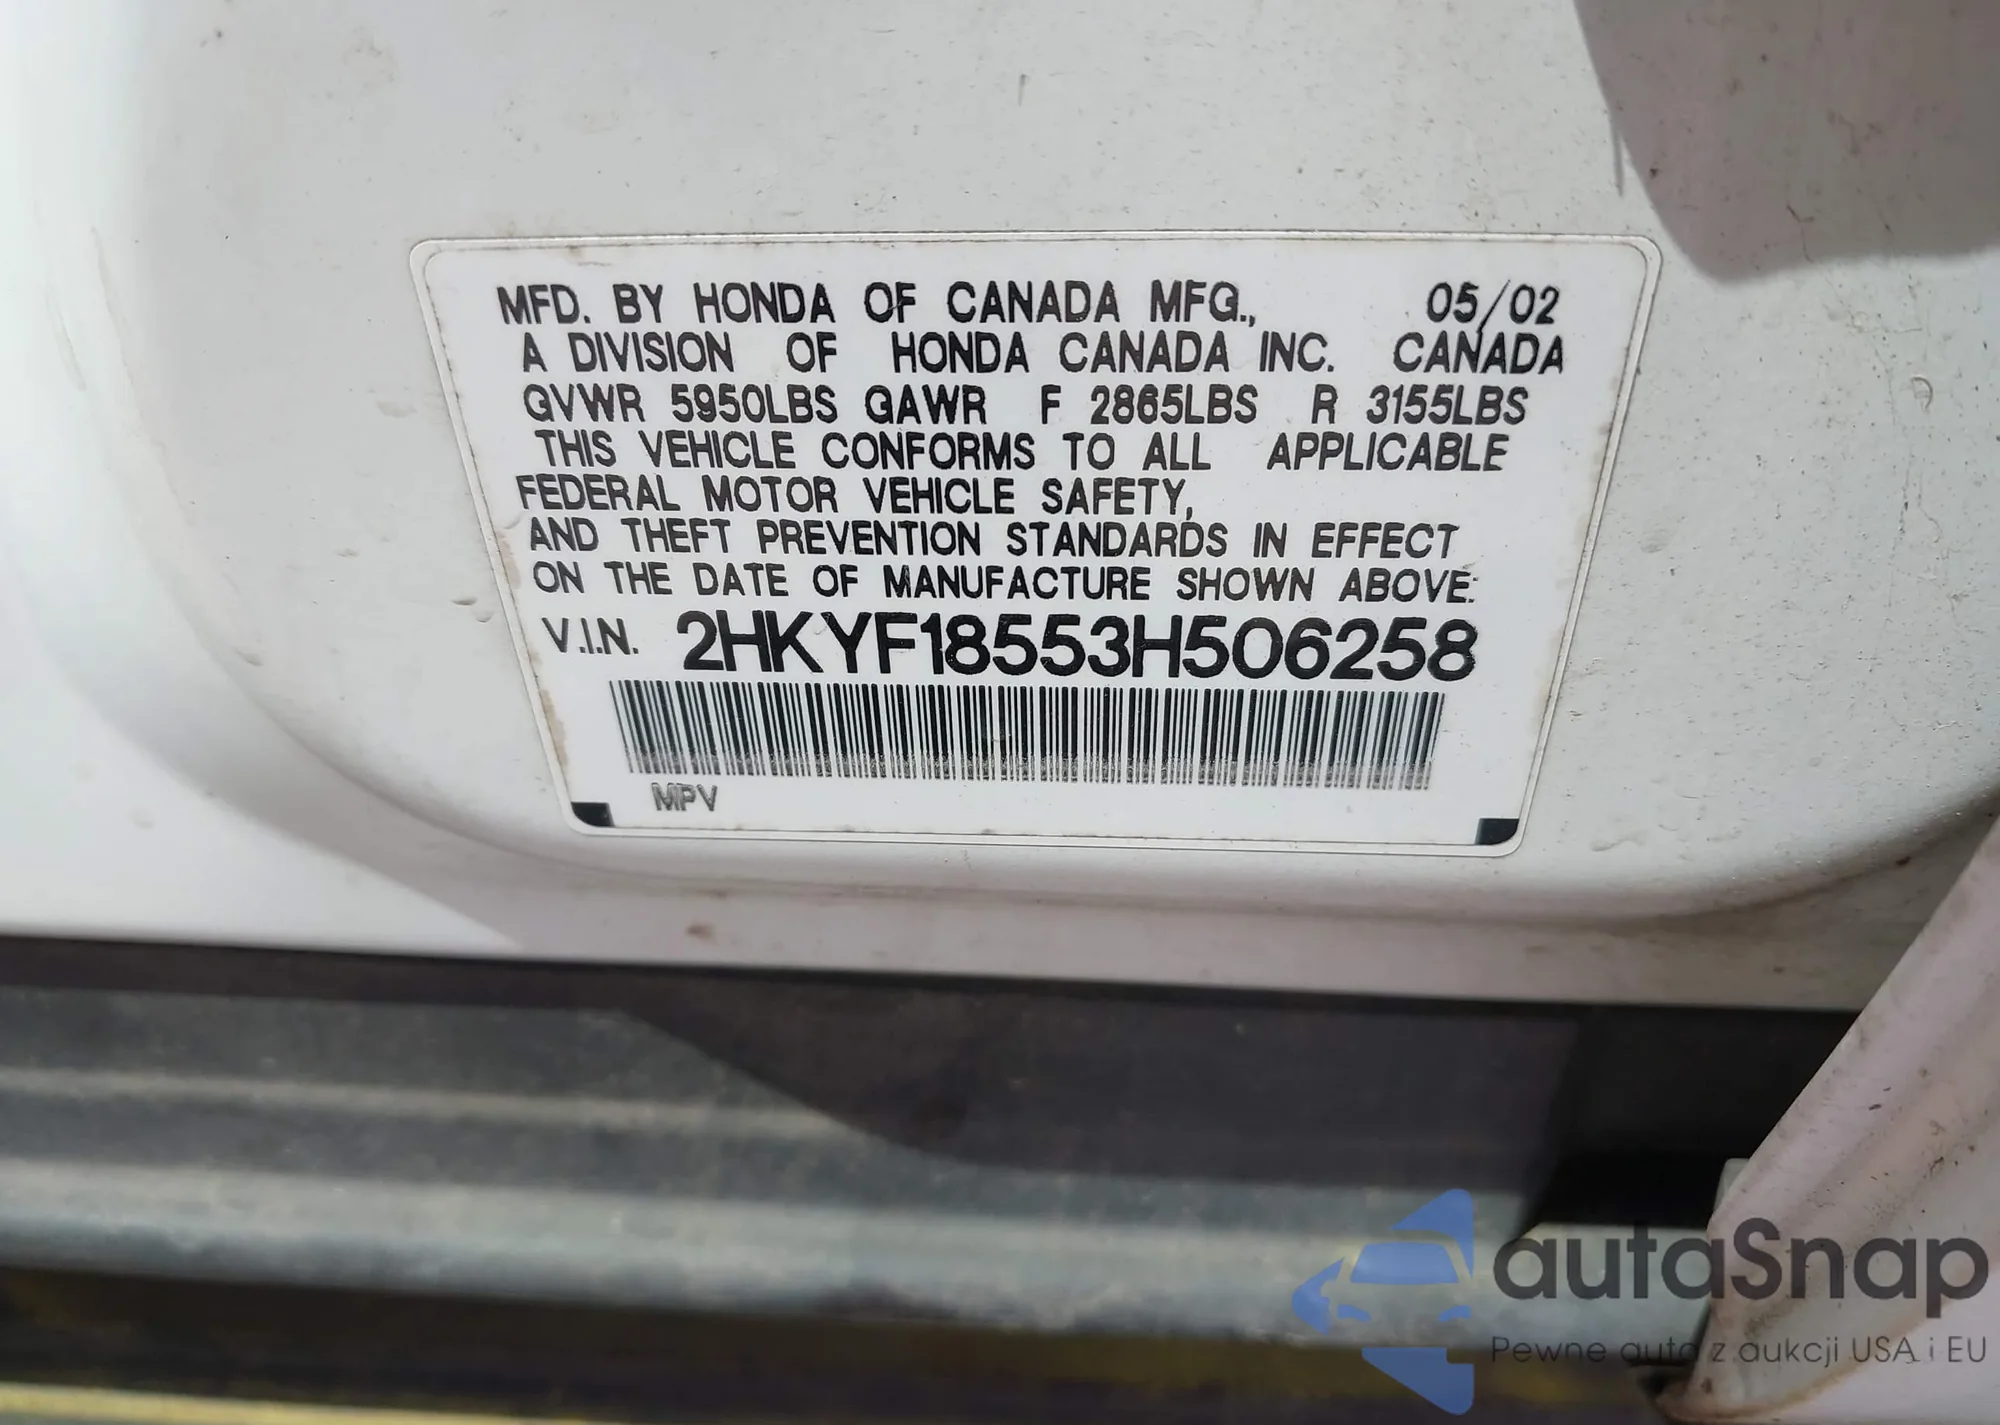 MFD. BY HONDA OF CANADA MFG., 05/02
A DIVISION OF HONDA CANADA INC. CANADA
GVWR 5950LBS GAWR F 2865LBS R 3155LBS
THIS VEHICLE CONFORMS TO ALL APPLICABLE
FEDERAL MOTOR VEHICLE SAFETY,
AND THEFT PREVENTION STANDARDS IN EFFECT
ON THE DATE OF MANUFACTURE SHOWN ABOVE:
V.I.N. 2HKYF18553H506258
MPV
autaSnap
Pewne auta z aukcji USA i EU